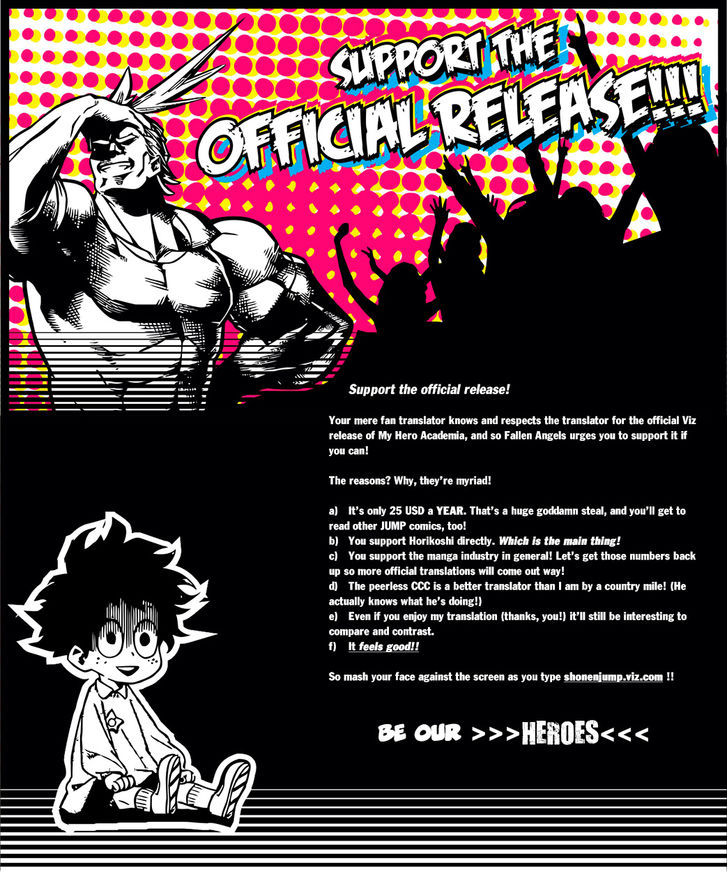 SUPPORT THE
OFFICIAL RELEASE!!!
Support the official release!
Your mere fan translator knows and respects the translator for the official Viz
release of My Hero Academia, and so Fallen Angels urges you to support it if
you can!
The reasons? Why, they're myriad!
a) It's only 25 USD a YEAR. That's a huge goddamn steal, and you'll get to
read other JUMP comics, too!
b) You support Horikoshi directly. Which is the main thing!
c) You support the manga industry in general! Let's get those numbers back
up so more official translations will come out way!
d) The peerless CCC is a better translator than I am by a country mile! (He
actually knows what he's doing!)
e) Even if you enjoy my translation (thanks, you!) it'll still be interesting to
compare and contrast.
f) It feels good!!
So mash your face against the screen as you type shonenjump.viz.com !!
BE OUR >>>HEROES<<<